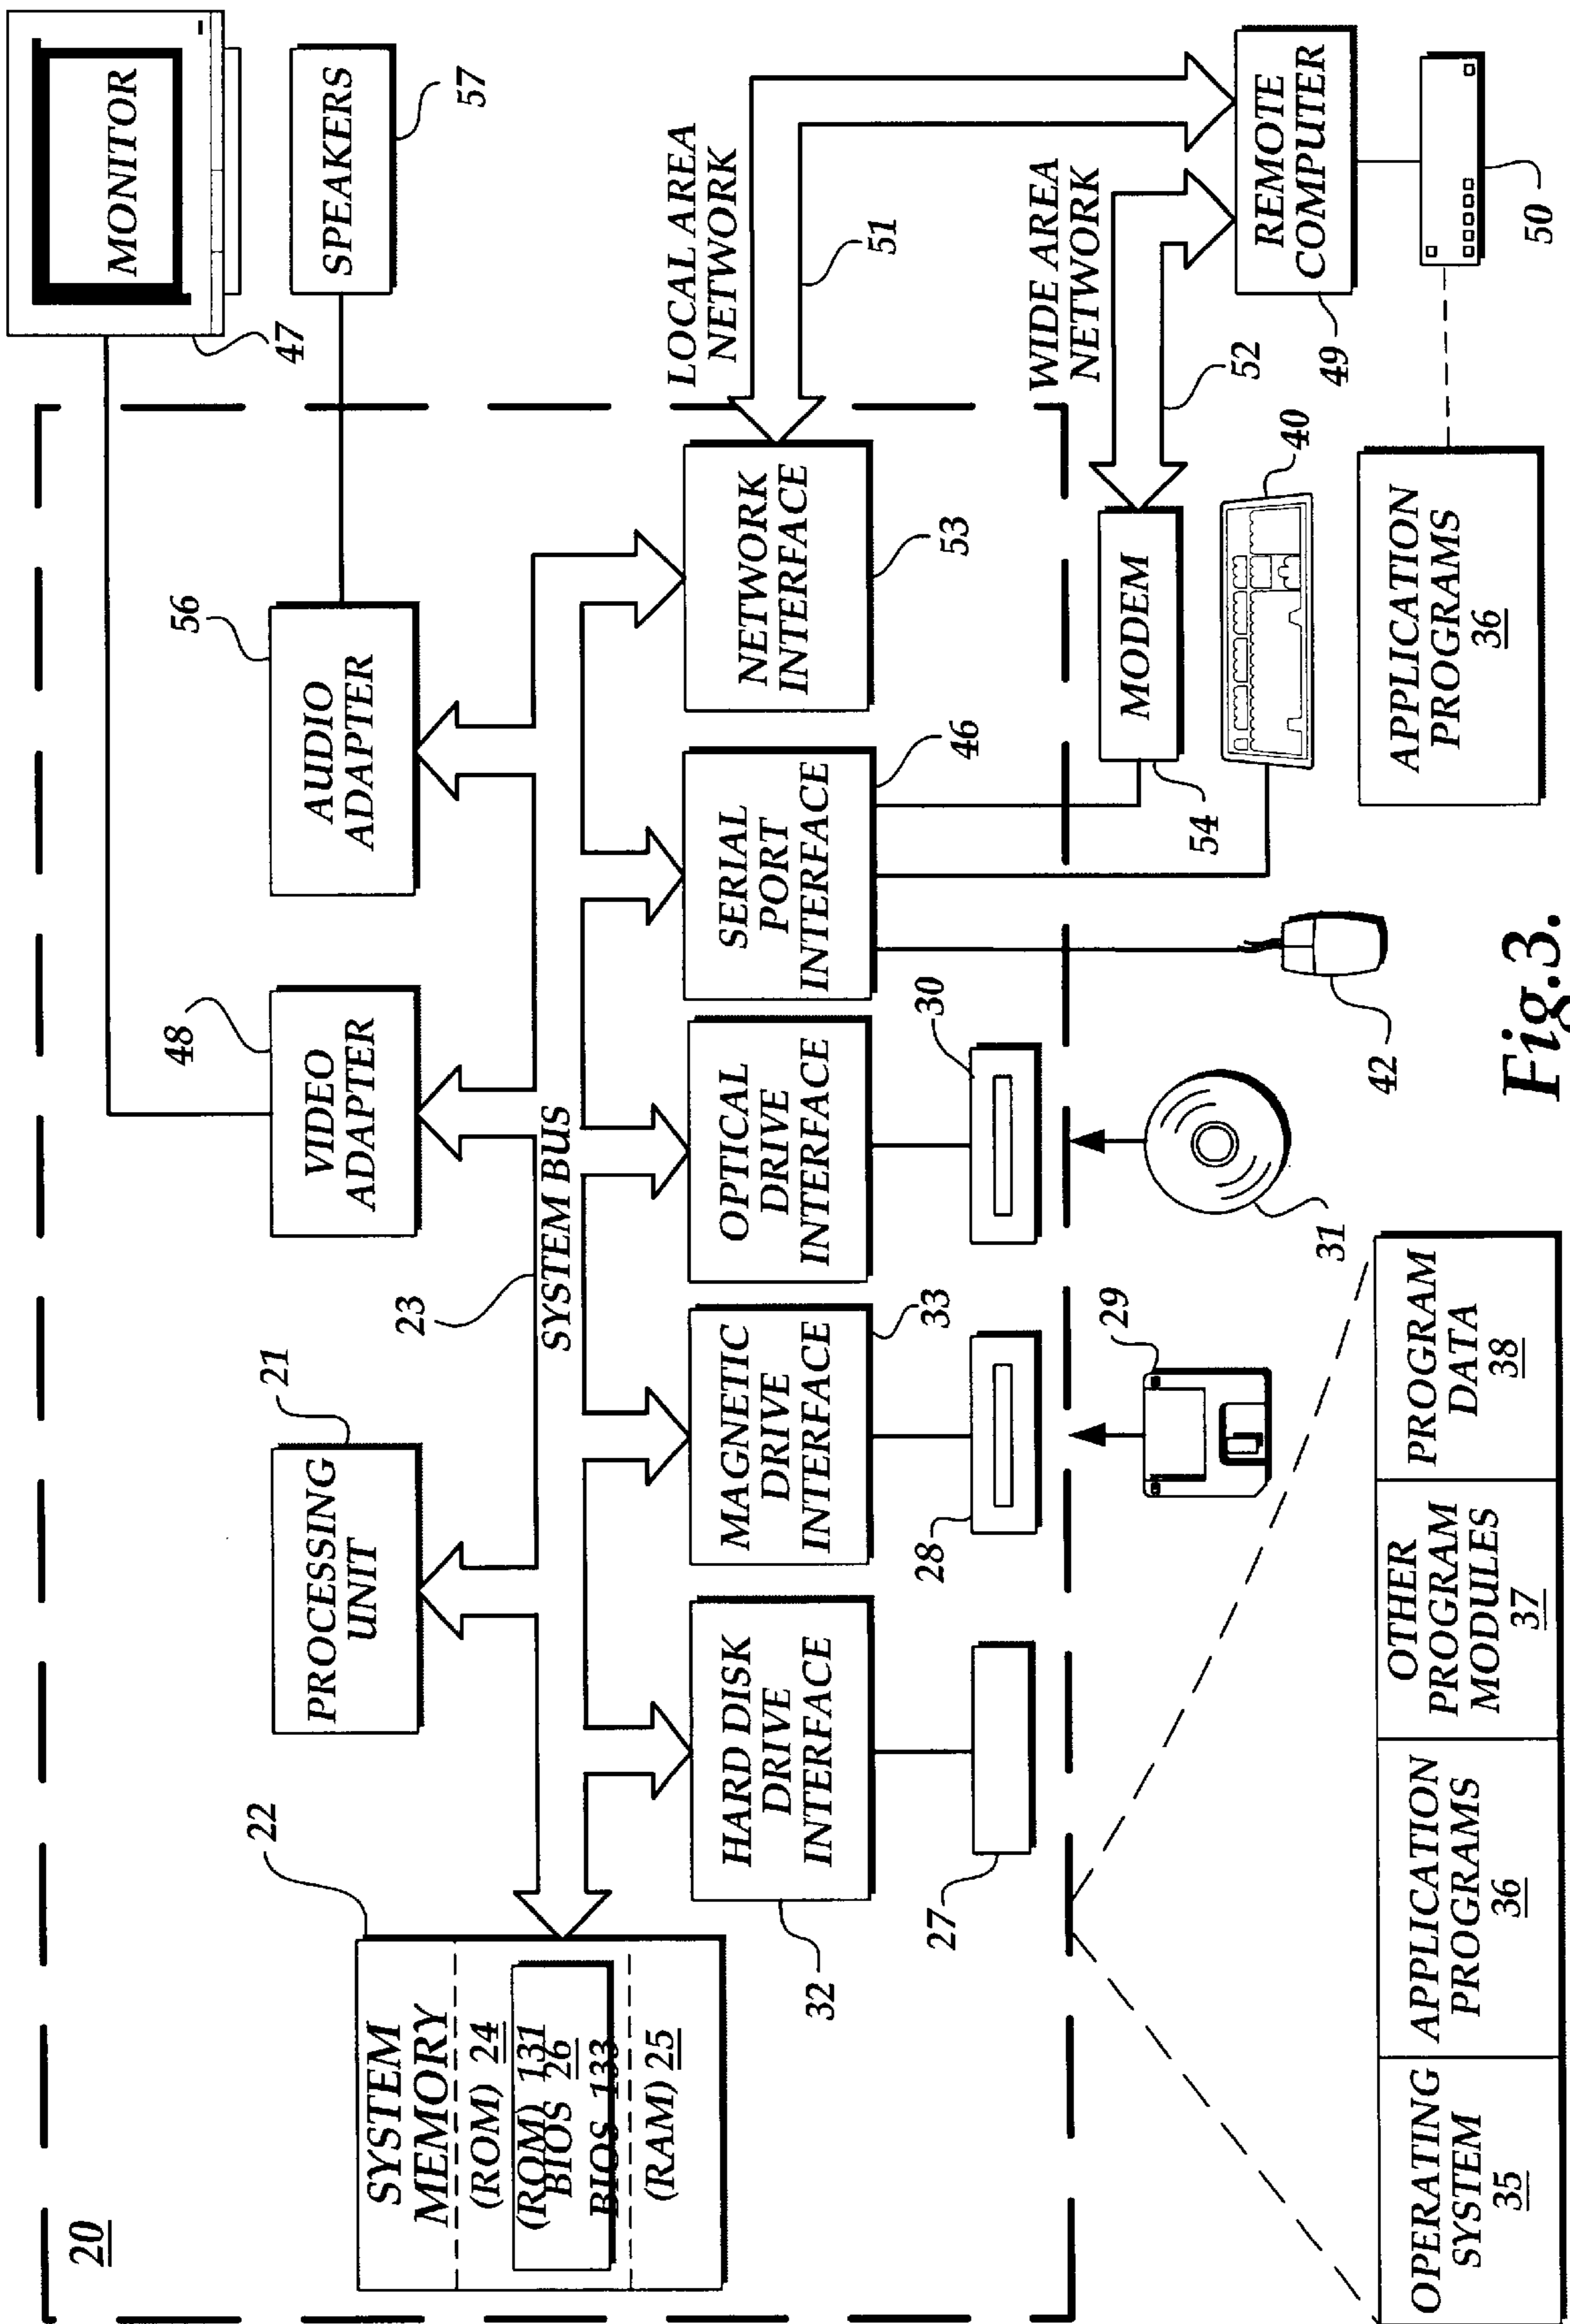 20
MONITOR
47
SPEAKERS
57
22
SYSTEM
MEMORY
(ROM) 24
(ROM) 131
BIOS 26
BIOS 133
(RAM) 25
21
PROCESSING
UNIT
48
VIDEO
ADAPTER
56
AUDIO
ADAPTER
23
SYSTEM BUS
32
HARD DISK
DRIVE
INTERFACE
MAGNETIC
DRIVE
INTERFACE
33
OPTICAL
DRIVE
INTERFACE
SERIAL
PORT
INTERFACE
46
NETWORK
INTERFACE
53
LOCAL AREA
NETWORK
51
27
28
30
29
31
42
MODEM
54
40
WIDE AREA
NETWORK
52
REMOTE
COMPUTER
49
50
APPLICATION
PROGRAMS
36
OPERATING
SYSTEM
35
APPLICATION
PROGRAMS
36
OTHER
PROGRAM
MODULES
37
PROGRAM
DATA
38
Fig.3.